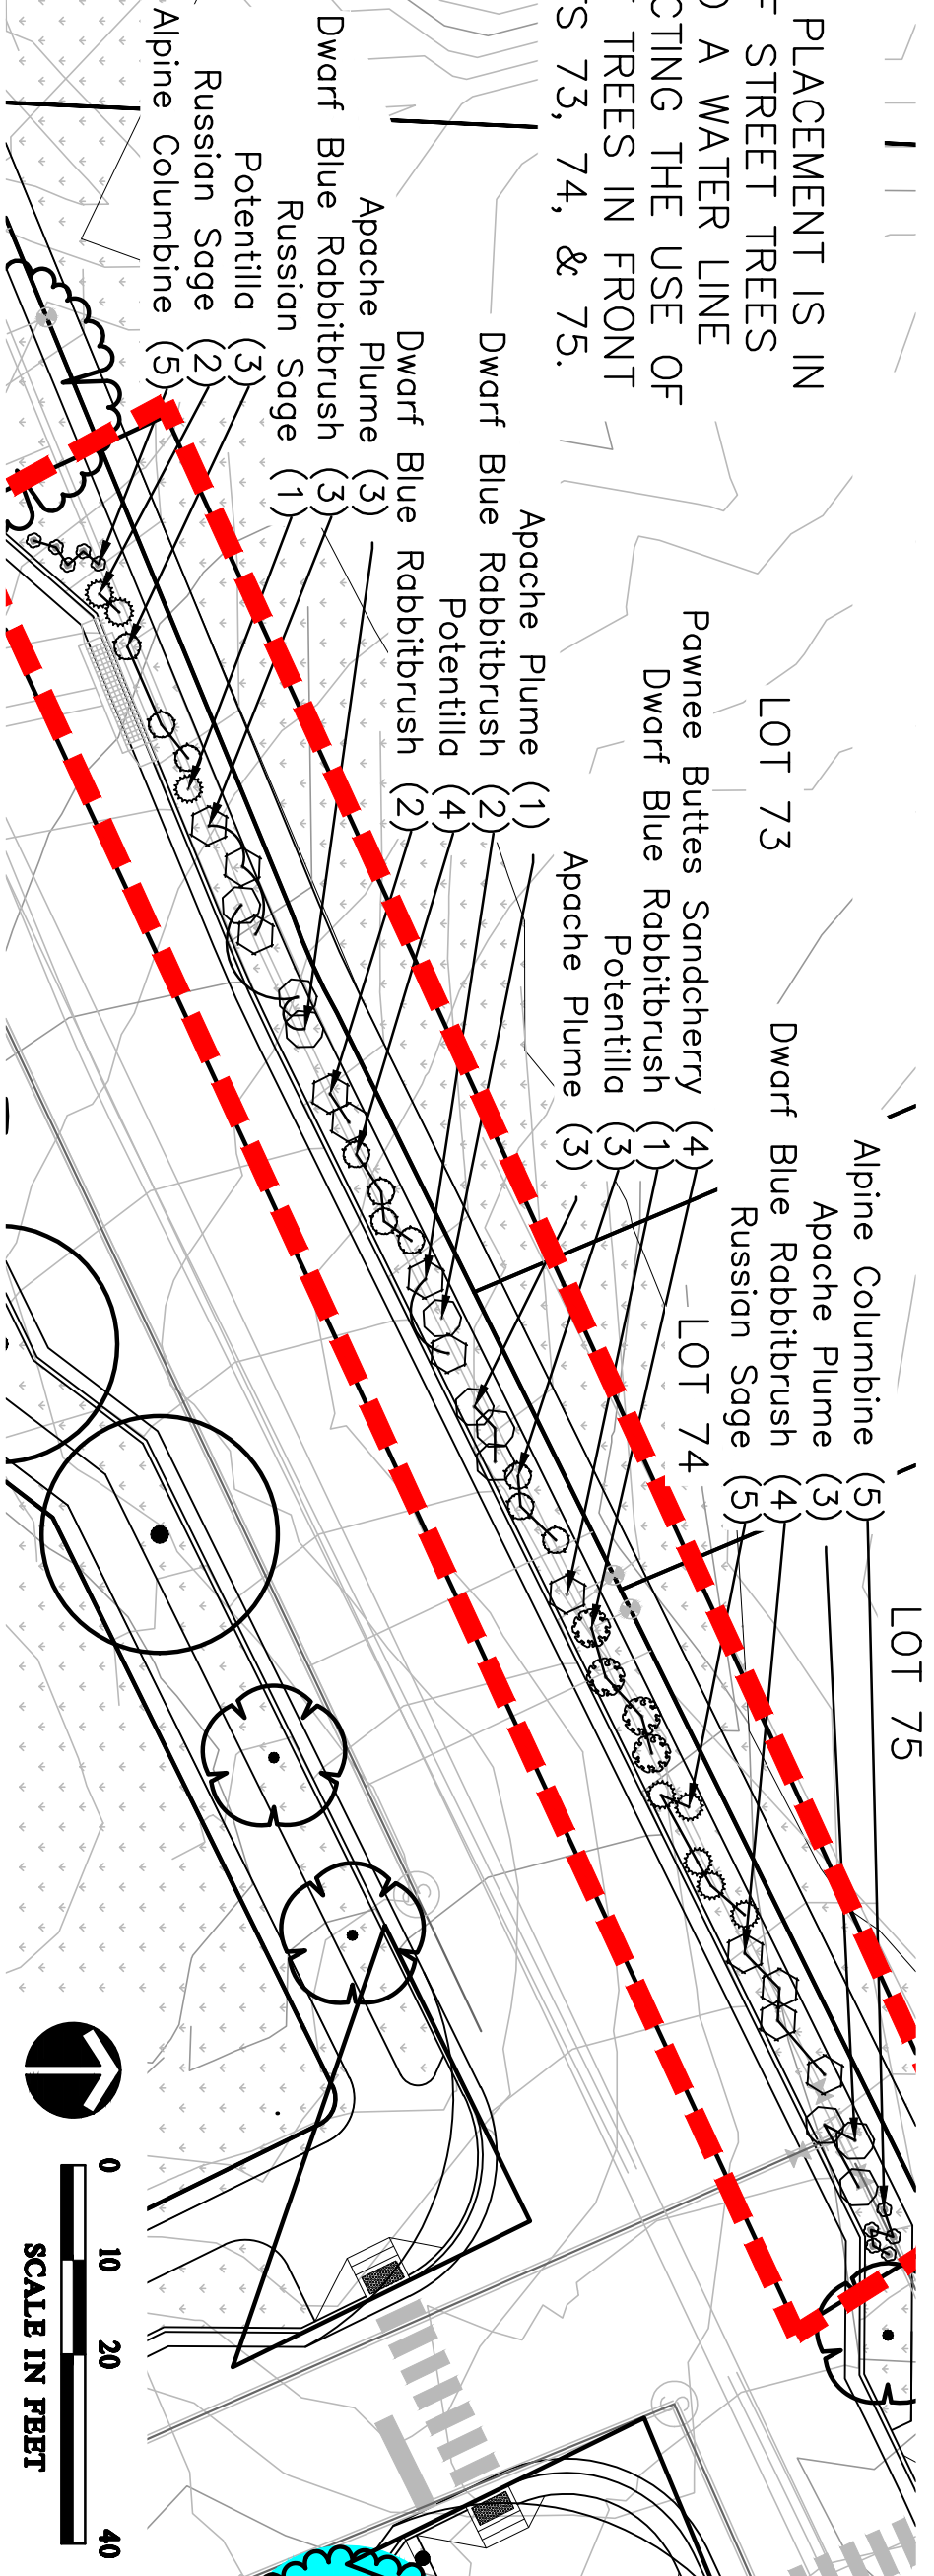 PLACEMENT IS IN
F STREET TREES
O A WATER LINE
CTING THE USE OF
T TREES IN FRONT
TS 73, 74, & 75.
LOT 75
Alpine Columbine (5)
Apache Plume (3)
Dwarf Blue Rabbitbrush (4)
Russian Sage (5)
LOT 73
LOT 74
Pawnee Buttes Sandcherry (4)
Dwarf Blue Rabbitbrush (1)
Potentilla (3)
Apache Plume (3)
Apache Plume (1)
Dwarf Blue Rabbitbrush (2)
Potentilla (4)
Dwarf Blue Rabbitbrush (2)
Apache Plume (3)
Dwarf Blue Rabbitbrush (3)
Russian Sage (1)
Potentilla (3)
Russian Sage (2)
Alpine Columbine (5)
0 10 20 40
SCALE IN FEET